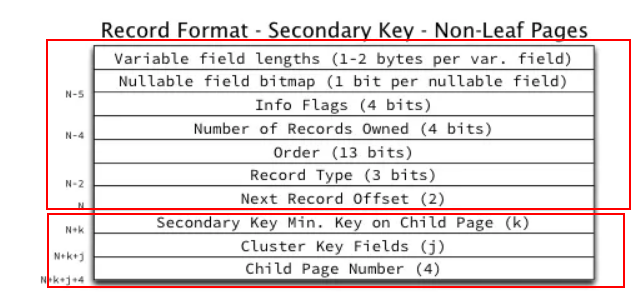 Record Format - Secondary Key - Non-Leaf Pages
Variable field lengths (1-2 bytes per var. field)
Nullable field bitmap (1 bit per nullable field)
N-5
Info Flags (4 bits)
Number of Records Owned (4 bits)
N-4
Order (13 bits)
Record Type (3 bits)
N-2
Next Record Offset (2)
N
Secondary Key Min. Key on Child Page (k)
N+k
Cluster Key Fields (j)
N+k+j
Child Page Number (4)
N+k+j+4